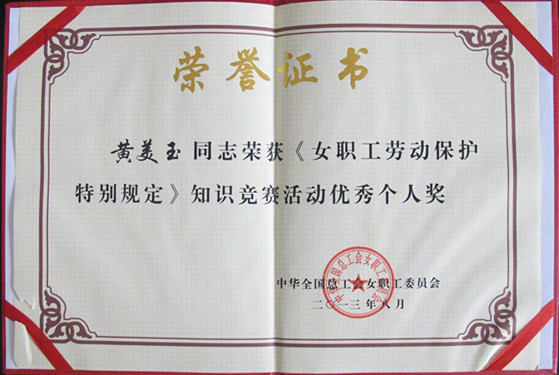 荣誉证书
黄美玉 同志荣获《女职工劳动保护
特别规定》知识竞赛活动优秀个人奖
中华全国总工会女职工委员会
二〇一三年八月